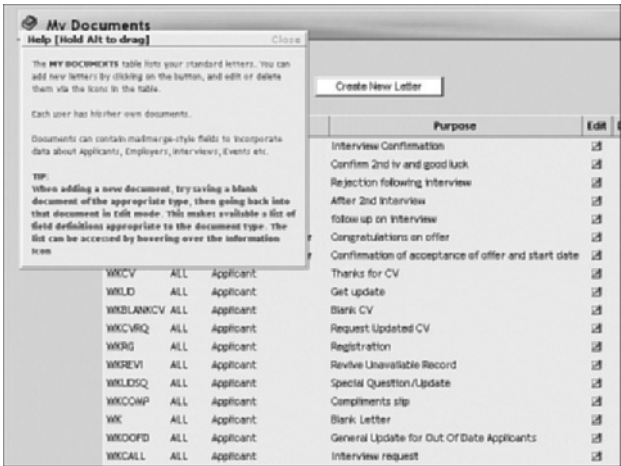 My Documents
Help [Hold Alt to drag] Close
The MY DOCUMENTS table lists your standard letters. You can
add new letters by clicking on the button, and edit or delete
them via the icons in the table.
Each user has his/her own documents.
Documents can contain mailmerge-style fields to incorporate
data about Applicants, Employers, Interviews, Events etc.
TIP:
When adding a new document, try saving a blank
document of the appropriate type, then going back into
that document in Edit mode. This makes available a list of
field definitions appropriate to the document type. The
list can be accessed by hovering over the information
icon
Create New Letter
Purpose Edit
Interview Confirmation
Confirm 2nd iv and good luck
Rejection following interview
After 2nd Interview
follow up on interview
Congratulations on offer
Confirmation of acceptance of offer and start date
WKCV ALL Applicant Thanks for CV
WKUD ALL Applicant Get update
WKBLANKCV ALL Applicant Blank CV
WKCVRQ ALL Applicant Request Updated CV
WKRG ALL Applicant Registration
WKREVI ALL Applicant Revive Unavailable Record
WKUDSQ ALL Applicant Special Question/Update
WKCOMP ALL Applicant Compliments slip
WK ALL Applicant Blank Letter
WKOOFD ALL Applicant General Update for Out Of Date Applicants
WKCALL ALL Applicant Interview request